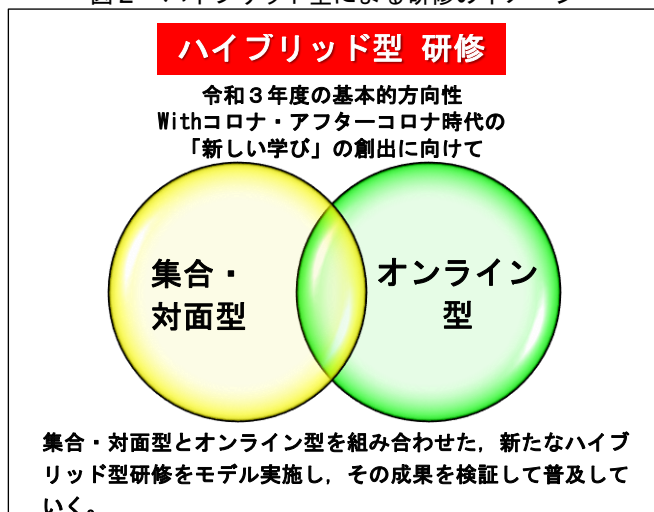 ハイブリッド型 研修
令和３年度の基本的方向性
Withコロナ・アフターコロナ時代の
「新しい学び」の創出に向けて
集合・
対面型
オンライン
型
集合・対面型とオンライン型を組み合わせた，新たなハイブ
リッド型研修をモデル実施し，その成果を検証して普及して
いく。